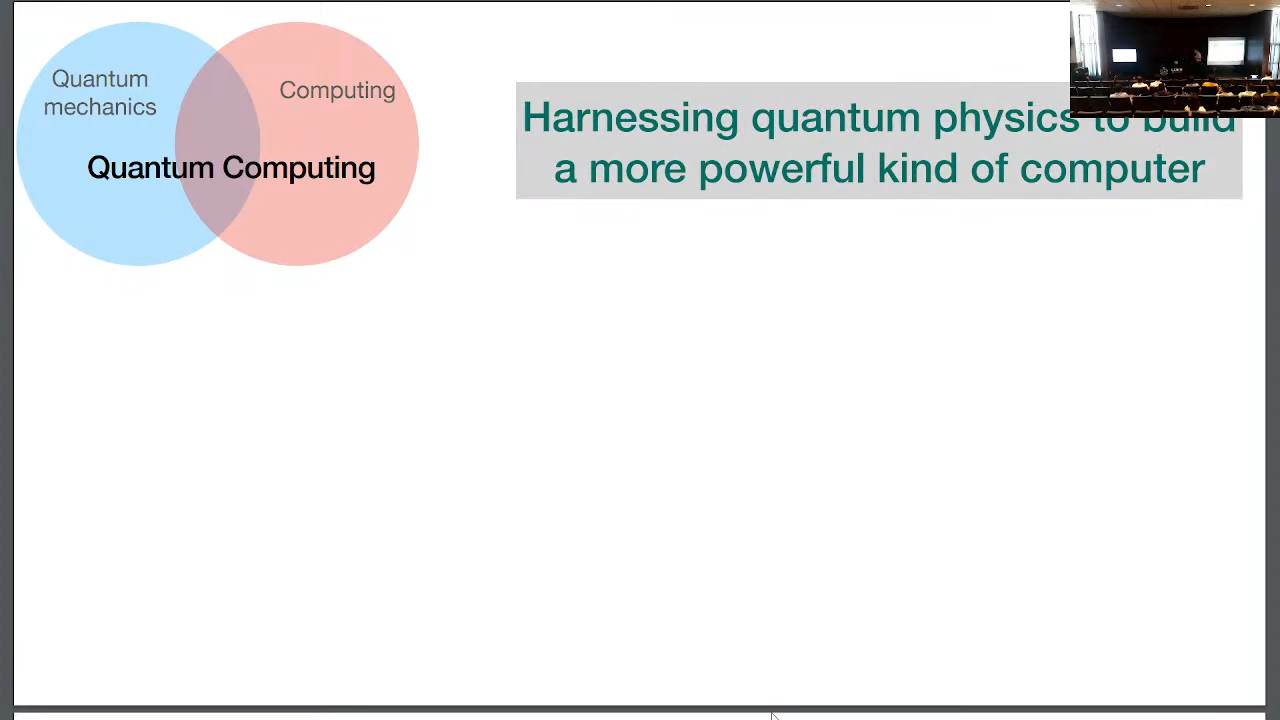 Quantum
mechanics
Computing
Quantum Computing
Harnessing quantum physics to build
a more powerful kind of computer